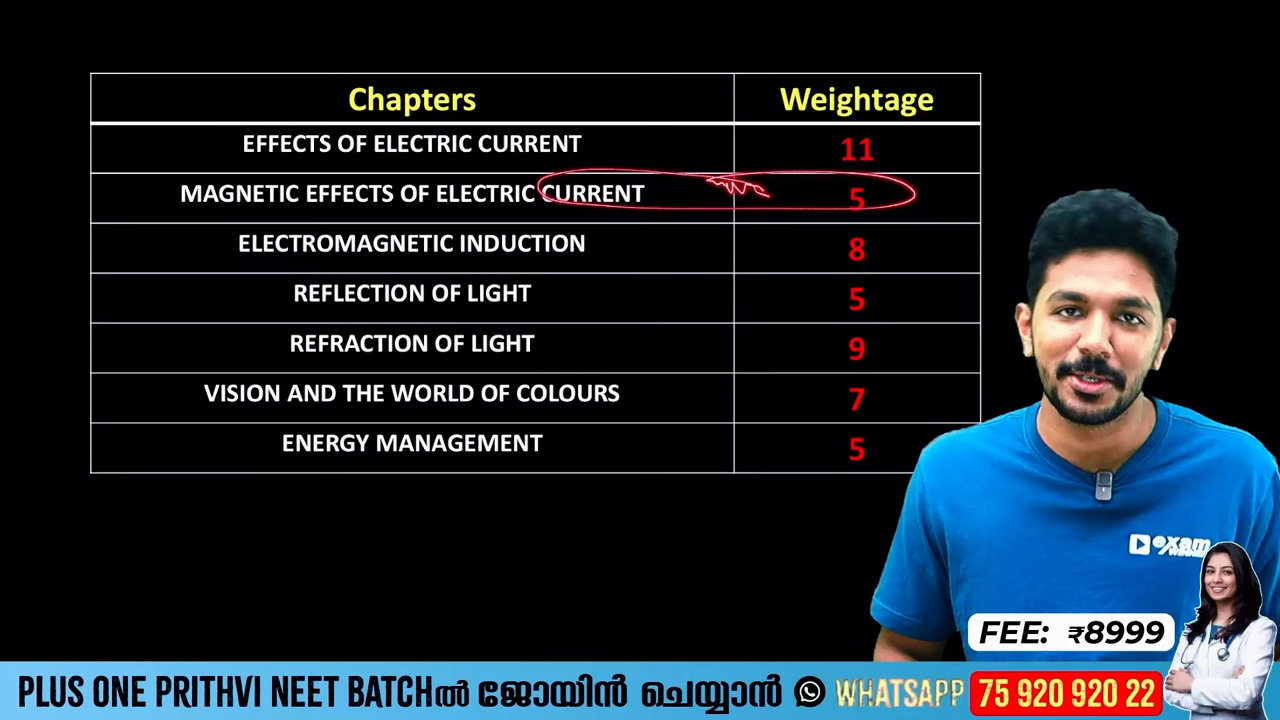 Chapters Weightage
EFFECTS OF ELECTRIC CURRENT 11
MAGNETIC EFFECTS OF ELECTRIC CURRENT 5
ELECTROMAGNETIC INDUCTION 8
REFLECTION OF LIGHT 5
REFRACTION OF LIGHT 9
VISION AND THE WORLD OF COLOURS 7
ENERGY MANAGEMENT 5
exam
FEE: ₹8999
PLUS ONE PRITHVI NEET BATCHൽ ജോയിൻ ചെയ്യാൻ WHATSAPP 75 920 920 22